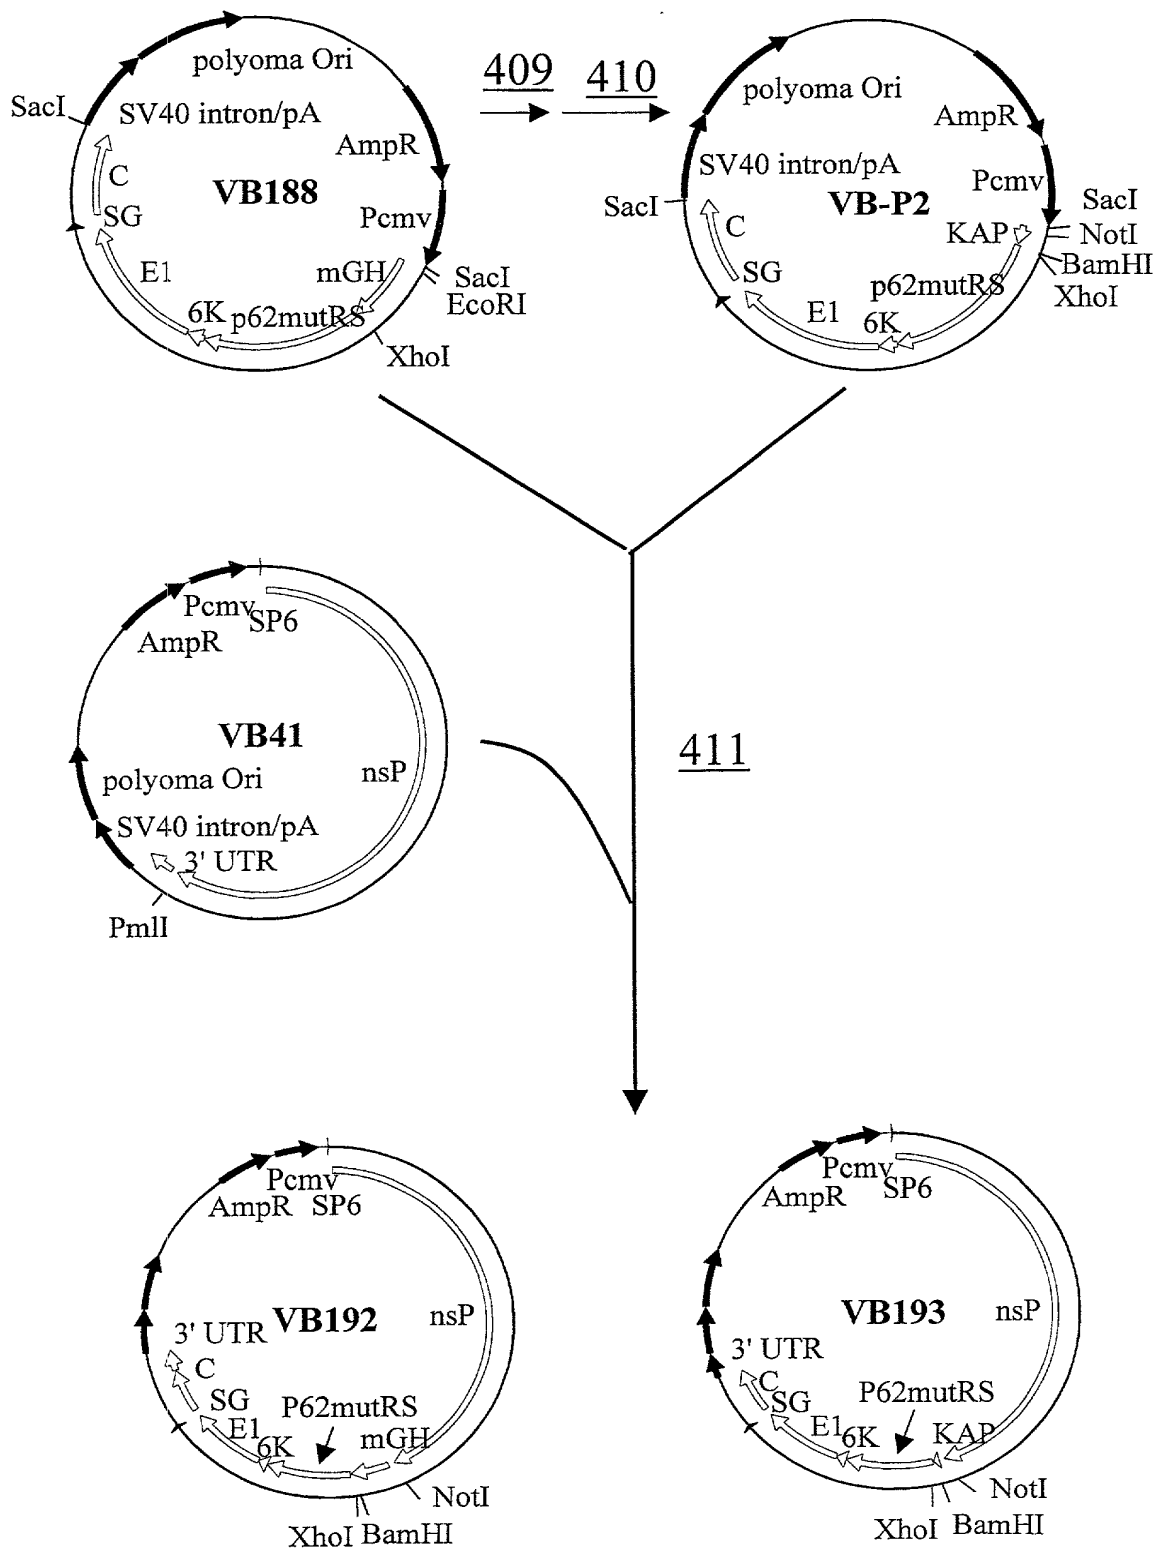 polyoma Ori
SacI
SV40 intron/pA
AmpR
C
VB188
SG
Pcmv
E1
mGH
SacI
6K
p62mutRS
EcoRI
XhoI
409
410
polyoma Ori
AmpR
SV40 intron/pA
Pcmv
SacI
VB-P2
SacI
C
KAP
NotI
SG
BamHI
p62mutRS
XhoI
E1
6K
Pcmv
SP6
AmpR
VB41
nsP
polyoma Ori
SV40 intron/pA
3' UTR
PmlI
411
Pcmv
AmpR
SP6
VB192
nsP
3' UTR
C
SG
P62mutRS
E1
6K
mGH
NotI
XhoI
BamHI
Pcmv
AmpR
SP6
VB193
nsP
3' UTR
C
SG
P62mutRS
E1
6K
KAP
NotI
XhoI
BamHI